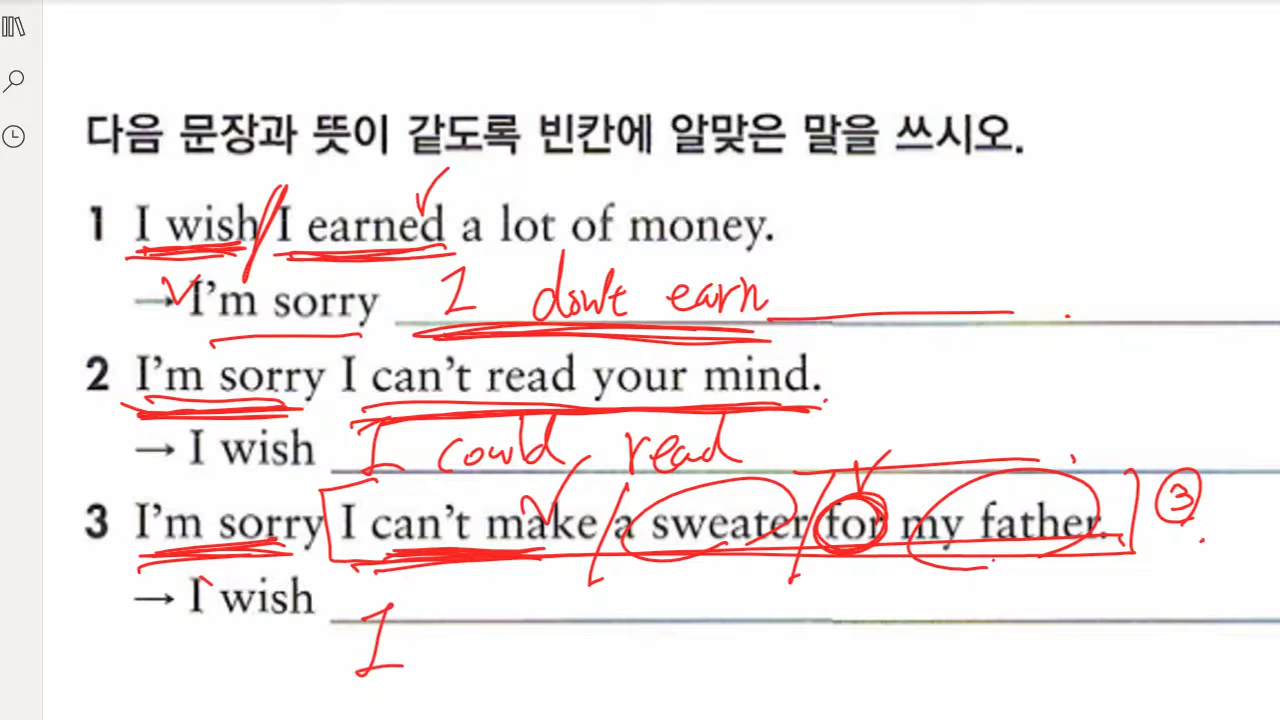 다음 문장과 뜻이 같도록 빈칸에 알맞은 말을 쓰시오.
1 I wish I earned a lot of money.
→ I'm sorry I don't earn
2 I'm sorry I can't read your mind.
→ I wish I could read
3 I'm sorry I can't make a sweater for my father. ③
→ I wish I